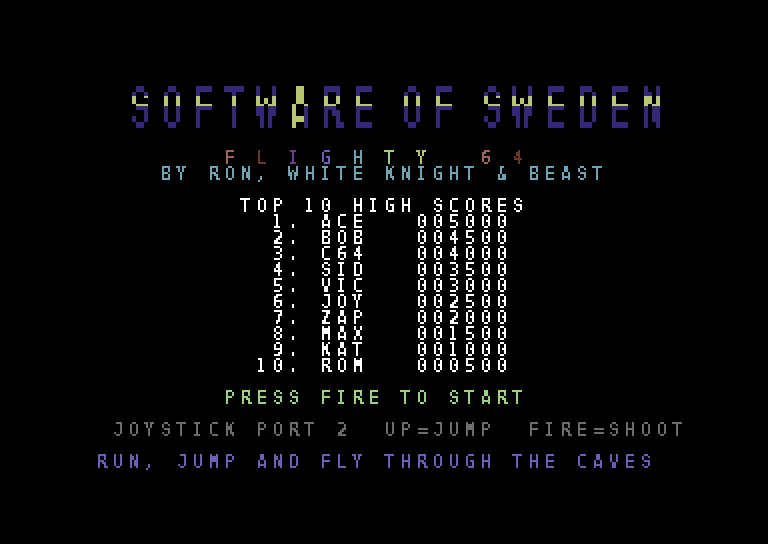 SOFTWARE OF SWEDEN
FLIGHTY 64
BY RON, WHITE KNIGHT & BEAST
TOP 10 HIGH SCORES
1. ACE 005000
2. BOB 004500
3. C64 004000
4. SID 003500
5. VIC 003000
6. JOY 002500
7. ZAP 002000
8. MAX 001500
9. KAT 001000
10. ROM 000500
PRESS FIRE TO START
JOYSTICK PORT 2 UP=JUMP FIRE=SHOOT
RUN, JUMP AND FLY THROUGH THE CAVES